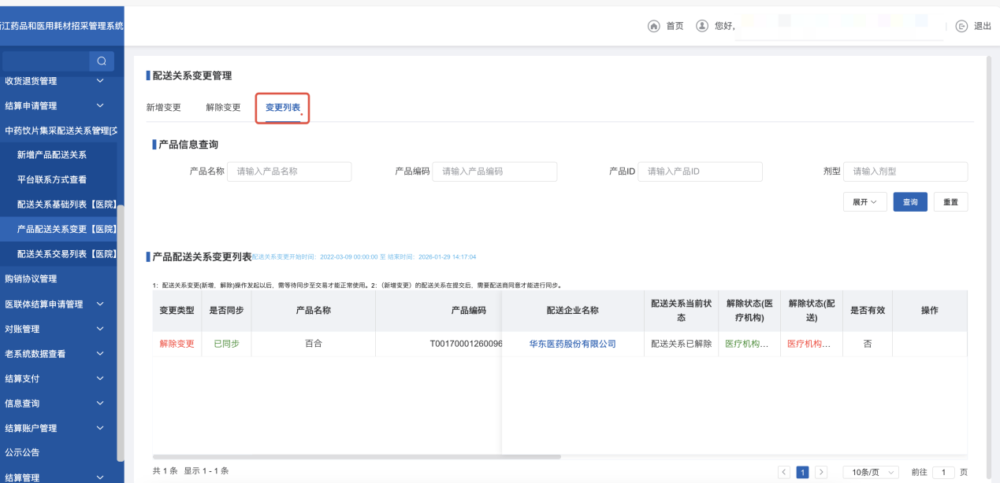 江药品和医用耗材招采管理系统
首页
您好,
退出
收货退货管理
结算申请管理
中药饮片集采配送关系管理[交
新增产品配送关系
平台联系方式查看
配送关系基础列表【医院】
产品配送关系变更【医院】
配送关系交易列表【医院】
购销协议管理
医联体结算申请管理
对账管理
老系统数据查看
结算支付
信息查询
结算账户管理
公示公告
结算管理
配送关系变更管理
新增变更 解除变更 变更列表
产品信息查询
产品名称 请输入产品名称 产品编码 请输入产品编码 产品ID 请输入产品ID 剂型 请输入剂型
展开 查询 重置
产品配送关系变更列表 配送关系变更开始时间: 2022-03-09 00:00:00 至 结束时间: 2026-01-29 14:17:04
1: 配送关系变更(新增、解除)操作发起以后, 需等待同步至交易才能正常使用。2:（新增变更）的配送关系在提交后, 需要配送商同意才能进行同步。
变更类型 是否同步 产品名称 产品编码 配送企业名称 配送关系当前状态 解除状态(医疗机构) 解除状态(配送) 是否有效 操作
解除变更 已同步 百合 T00170001260096 华东医药股份有限公司 配送关系已解除 医疗机构... 医疗机构... 否
共 1 条 显示 1 - 1 条
1
10条/页
前往 1 页